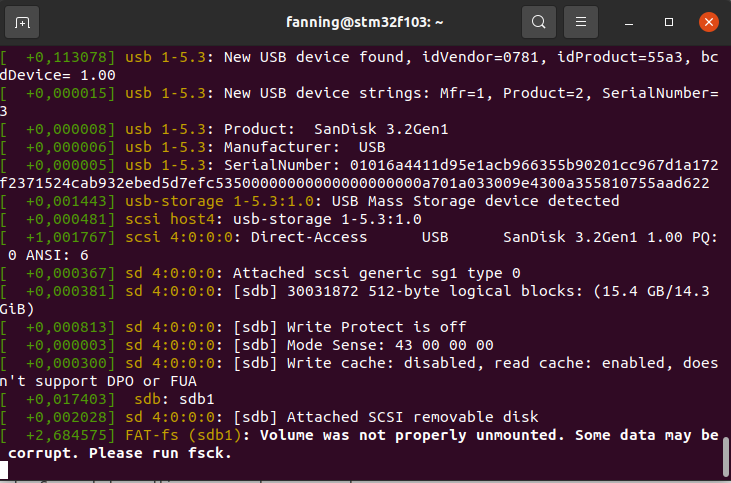 fanning@stm32f103: ~
[  +0,113078] usb 1-5.3: New USB device found, idVendor=0781, idProduct=55a3, bc
dDevice= 1.00
[  +0,000015] usb 1-5.3: New USB device strings: Mfr=1, Product=2, SerialNumber=
3
[  +0,000008] usb 1-5.3: Product:  SanDisk 3.2Gen1
[  +0,000006] usb 1-5.3: Manufacturer:  USB
[  +0,000005] usb 1-5.3: SerialNumber: 01016a4411d95e1acb966355b90201cc967d1a172
f2371524cab932ebed5d7efc53500000000000000000000a701a033009e4300a355810755aad622
[  +0,001443] usb-storage 1-5.3:1.0: USB Mass Storage device detected
[  +0,000481] scsi host4: usb-storage 1-5.3:1.0
[  +1,001767] scsi 4:0:0:0: Direct-Access      USB      SanDisk 3.2Gen1 1.00 PQ:
 0 ANSI: 6
[  +0,000367] sd 4:0:0:0: Attached scsi generic sg1 type 0
[  +0,000381] sd 4:0:0:0: [sdb] 30031872 512-byte logical blocks: (15.4 GB/14.3
GiB)
[  +0,000813] sd 4:0:0:0: [sdb] Write Protect is off
[  +0,000003] sd 4:0:0:0: [sdb] Mode Sense: 43 00 00 00
[  +0,000300] sd 4:0:0:0: [sdb] Write cache: disabled, read cache: enabled, does
n't support DPO or FUA
[  +0,017403]  sdb: sdb1
[  +0,002028] sd 4:0:0:0: [sdb] Attached SCSI removable disk
[  +2,684575] FAT-fs (sdb1): Volume was not properly unmounted. Some data may be
 corrupt. Please run fsck.